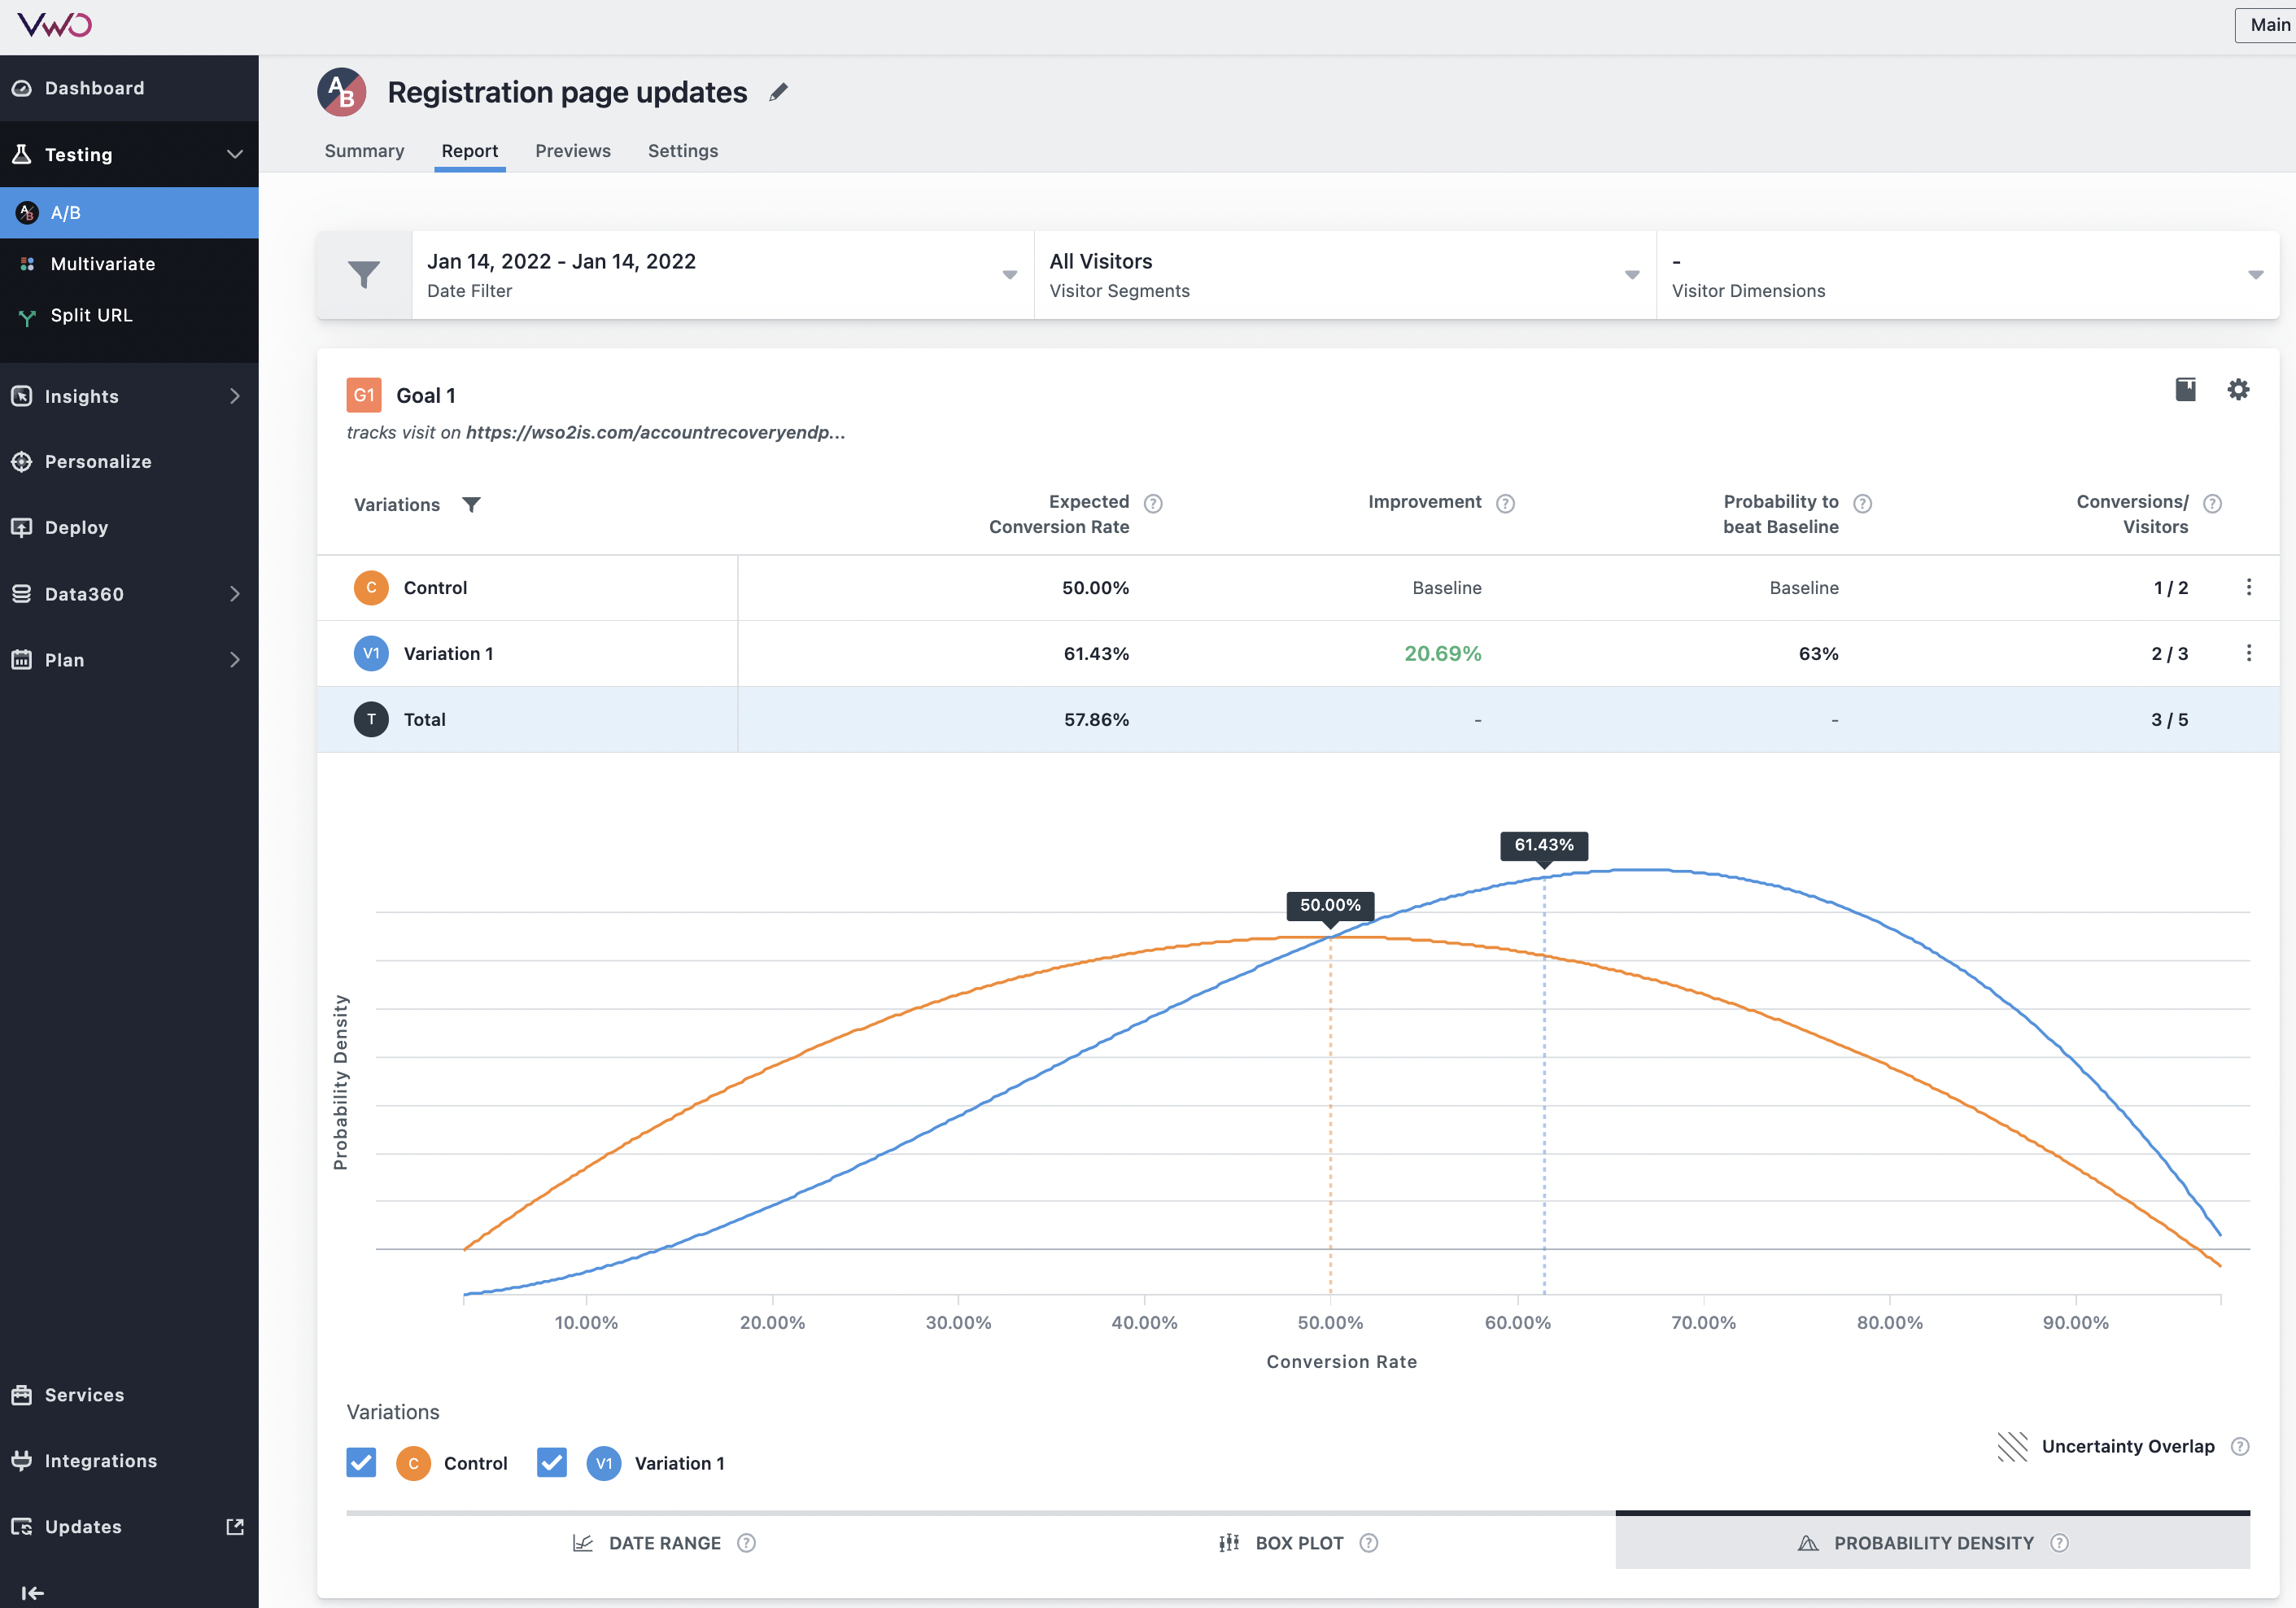 VWO
Main
Dashboard
Testing
A/B
Multivariate
Split URL
Insights
Personalize
Deploy
Data360
Plan
Services
Integrations
Updates
A B
Registration page updates
Summary Report Previews Settings
Jan 14, 2022 - Jan 14, 2022
Date Filter
All Visitors
Visitor Segments
-
Visitor Dimensions
G1 Goal 1
tracks visit on https://wso2is.com/accountrecoveryendp...
Variations
Expected ?
Conversion Rate
Improvement ?
Probability to ?
beat Baseline
Conversions/ ?
Visitors
C Control 50.00% Baseline Baseline 1 / 2
V1 Variation 1 61.43% 20.69% 63% 2 / 3
T Total 57.86% - - 3 / 5
61.43%
50.00%
Probability Density
10.00% 20.00% 30.00% 40.00% 50.00% 60.00% 70.00% 80.00% 90.00%
Conversion Rate
Variations
C Control V1 Variation 1
Uncertainty Overlap ?
DATE RANGE ? BOX PLOT ? PROBABILITY DENSITY ?